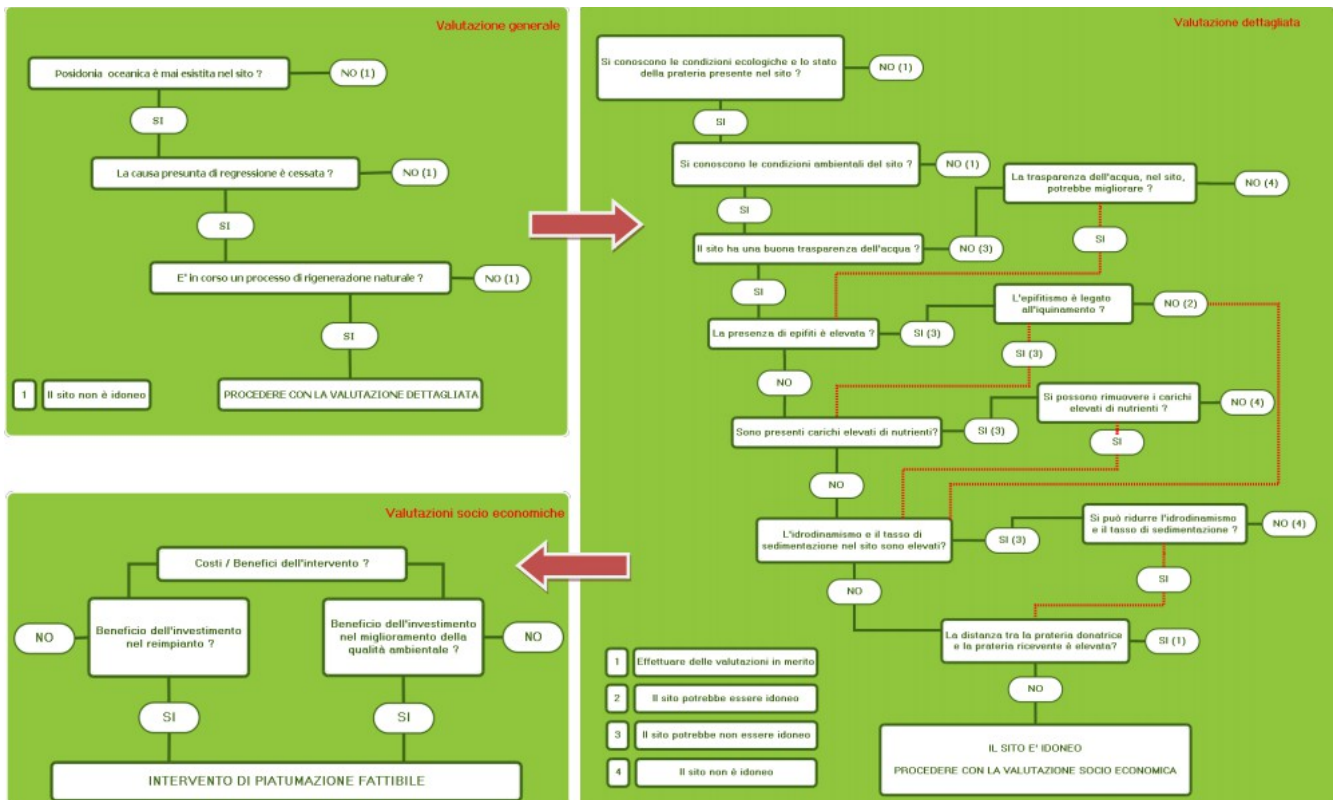 Valutazione generale
Posidonia oceanica è mai esistita nel sito ?
NO (1)
SI
La causa presunta di regressione è cessata ?
NO (1)
SI
E' in corso un processo di rigenerazione naturale ?
NO (1)
SI
1
Il sito non è idoneo
PROCEDERE CON LA VALUTAZIONE DETTAGLIATA
Valutazione dettagliata
Si conoscono le condizioni ecologiche e lo stato
della prateria presente nel sito ?
NO (1)
SI
Si conoscono le condizioni ambientali del sito ?
NO (1)
La trasparenza dell'acqua, nel sito,
potrebbe migliorare ?
NO (4)
SI
SI
Il sito ha una buona trasparenza dell'acqua ?
NO (3)
SI
L'epifitismo è legato
all'iquinamento ?
NO (2)
La presenza di epifiti è elevata ?
SI (3)
SI (3)
NO
Si possono rimuovere i carichi
elevati di nutrienti ?
NO (4)
Sono presenti carichi elevati di nutrienti?
SI (3)
SI
NO
Si può ridurre l'idrodinamismo
e il tasso di sedimentazione ?
NO (4)
L'idrodinamismo e il tasso di
sedimentazione nel sito sono elevati?
SI (3)
SI
NO
La distanza tra la prateria donatrice
e la prateria ricevente è elevata?
SI (1)
NO
1
Effettuare delle valutazioni in merito
2
Il sito potrebbe essere idoneo
3
Il sito potrebbe non essere idoneo
4
Il sito non è idoneo
IL SITO E' IDONEO
PROCEDERE CON LA VALUTAZIONE SOCIO ECONOMICA
Valutazioni socio economiche
Costi / Benefici dell'intervento ?
NO
Beneficio dell'investimento
nel reimpianto ?
Beneficio dell'investimento
nel miglioramento della
qualità ambientale ?
NO
SI
SI
INTERVENTO DI PIATUMAZIONE FATTIBILE